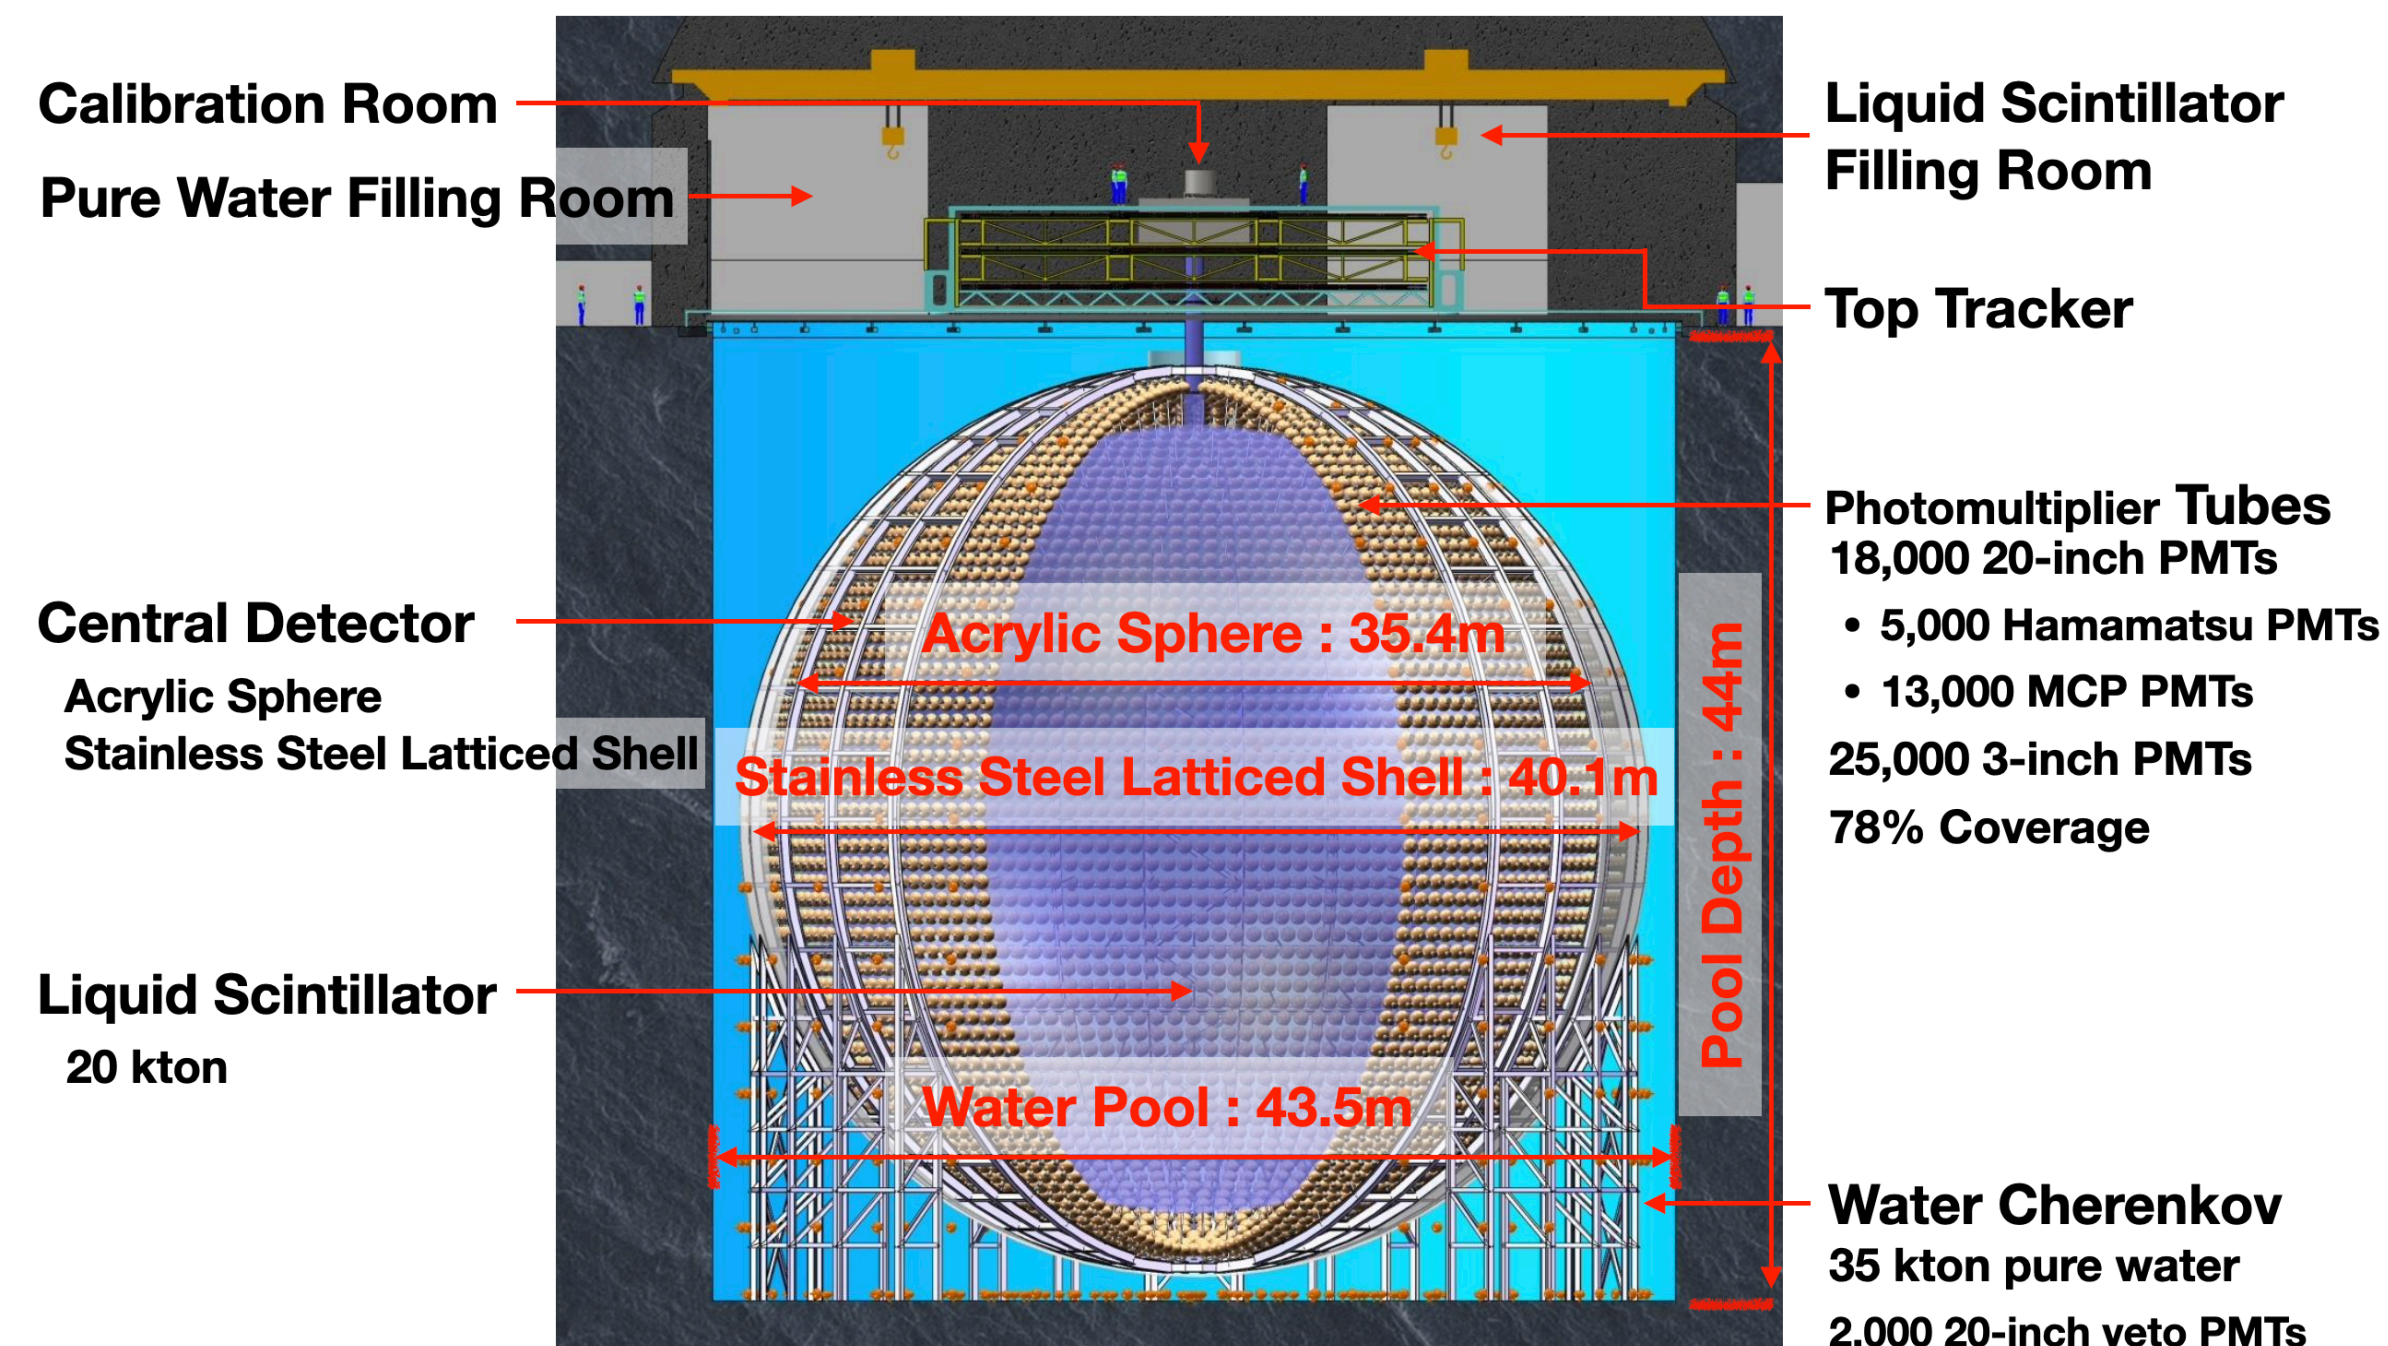 Calibration Room
Pure Water Filling Room
Central Detector
Acrylic Sphere
Stainless Steel Latticed Shell
Liquid Scintillator
20 kton
Acrylic Sphere : 35.4m
Stainless Steel Latticed Shell : 40.1m
Water Pool : 43.5m
Pool Depth : 44m
Liquid Scintillator
Filling Room
Top Tracker
Photomultiplier Tubes
18,000 20-inch PMTs
• 5,000 Hamamatsu PMTs
• 13,000 MCP PMTs
25,000 3-inch PMTs
78% Coverage
Water Cherenkov
35 kton pure water
2,000 20-inch veto PMTs